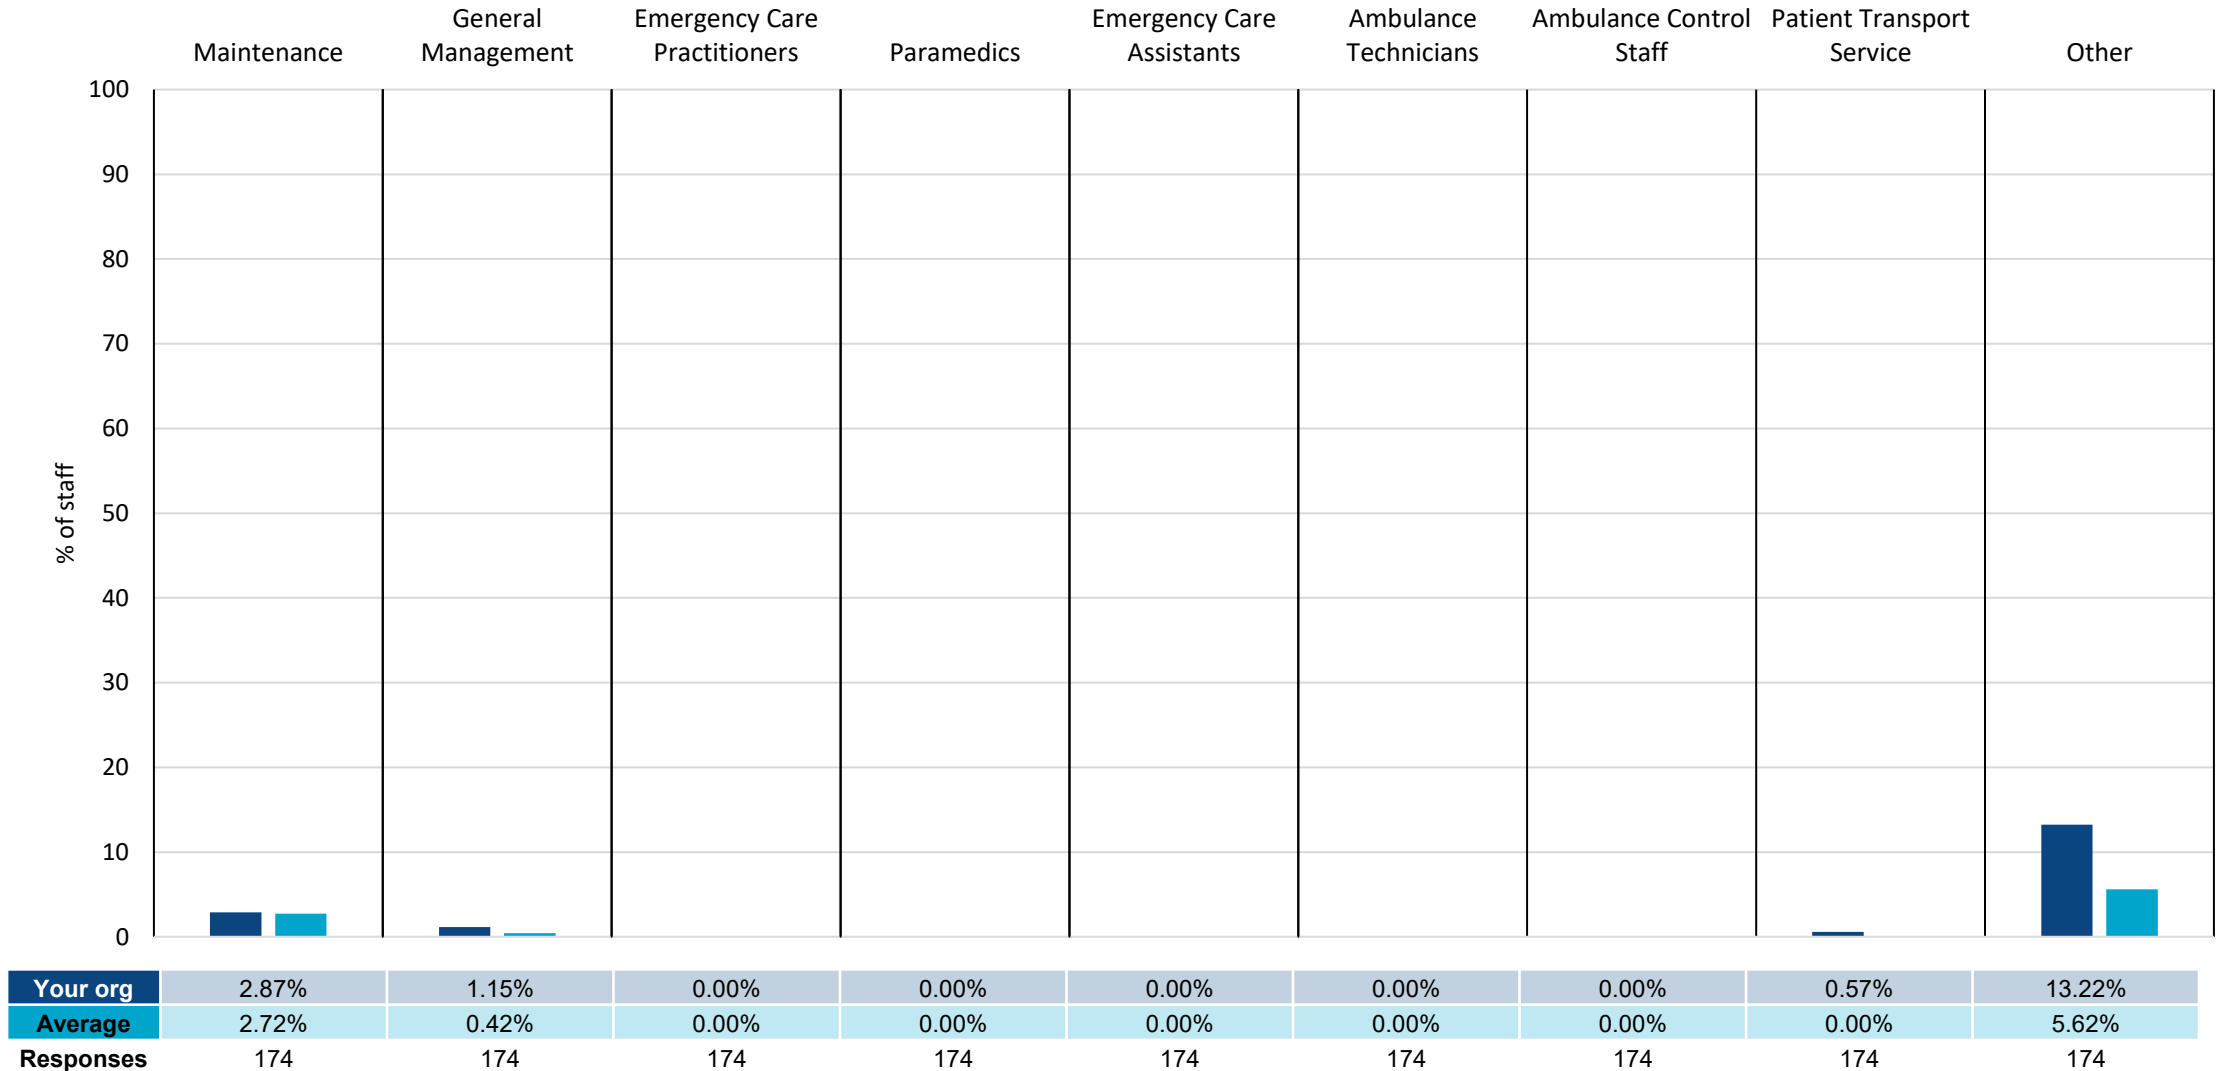 Maintenance
General
Management
Emergency Care
Practitioners
Paramedics
Emergency Care
Assistants
Ambulance
Technicians
Ambulance Control
Staff
Patient Transport
Service
Other
% of staff
100
90
80
70
60
50
40
30
20
10
0
Your org 2.87% 1.15% 0.00% 0.00% 0.00% 0.00% 0.00% 0.57% 13.22%
Average 2.72% 0.42% 0.00% 0.00% 0.00% 0.00% 0.00% 0.00% 5.62%
Responses 174 174 174 174 174 174 174 174 174